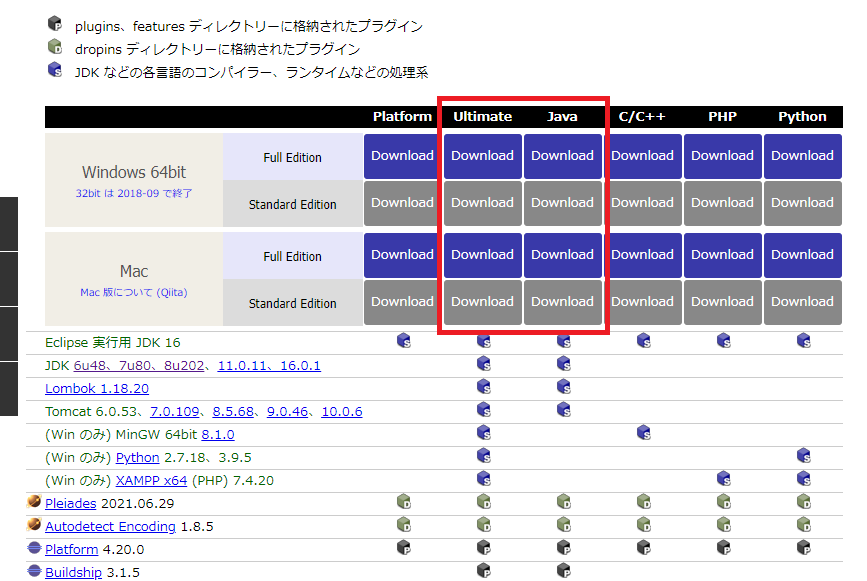 plugins、features ディレクトリーに格納されたプラグイン
dropins ディレクトリーに格納されたプラグイン
JDK などの各言語のコンパイラー、ランタイムなどの処理系
Platform Ultimate Java C/C++ PHP Python
Windows 64bit
32bit は 2018-09 で終了
Full Edition Download Download Download Download Download Download
Standard Edition Download Download Download Download Download Download
Mac
Mac 版について (Qiita)
Full Edition Download Download Download Download Download Download
Standard Edition Download Download Download Download Download Download
Eclipse 実行用 JDK 16
JDK 6u48、7u80、8u202、11.0.11、16.0.1
Lombok 1.18.20
Tomcat 6.0.53、7.0.109、8.5.68、9.0.46、10.0.6
(Win のみ) MinGW 64bit 8.1.0
(Win のみ) Python 2.7.18、3.9.5
(Win のみ) XAMPP x64 (PHP) 7.4.20
Pleiades 2021.06.29
Autodetect Encoding 1.8.5
Platform 4.20.0
Buildship 3.1.5